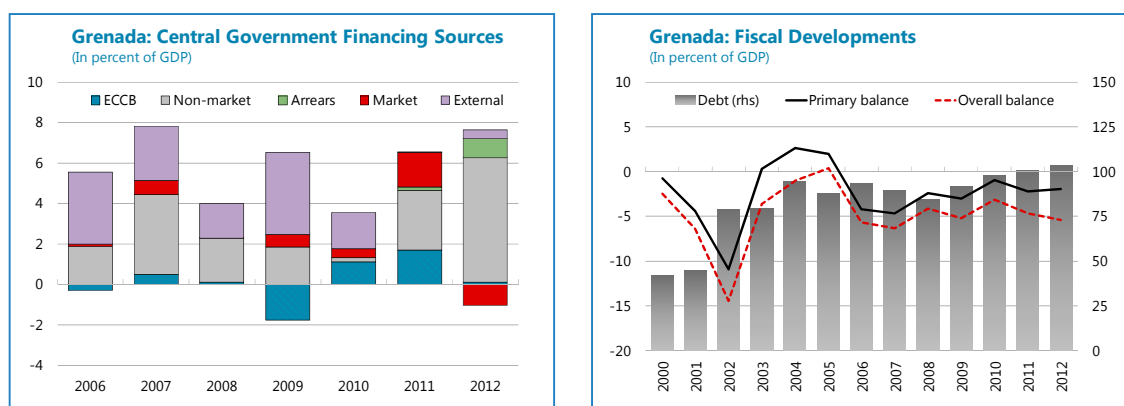 Grenada: Central Government Financing Sources
(In percent of GDP)
10
8
6
4
2
0
-2
-4
ECCB Non-market Arrears Market External
2006 2007 2008 2009 2010 2011 2012
Grenada: Fiscal Developments
(In percent of GDP)
10
5
0
-5
-10
-15
-20
Debt (rhs) Primary balance Overall balance
150
125
100
75
50
25
0
2000 2001 2002 2003 2004 2005 2006 2007 2008 2009 2010 2011 2012